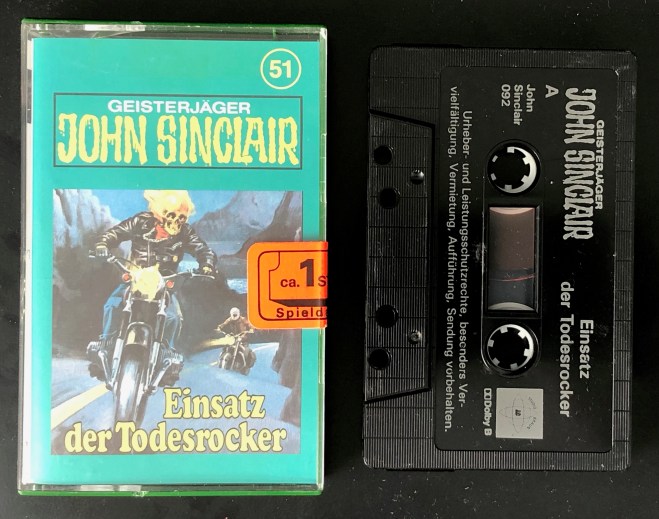 51
GEISTERJÄGER
JOHN SINCLAIR
ca. 1
Einsatz
der Todesrocker
GEISTERJÄGER
JOHN SINCLAIR
A
John
Sinclair
092
Einsatz
der Todesrocker
Urheber- und Leistungsschutzrechte, besonders Ver-
vielfältigung, Vermietung, Aufführung, Sendung vorbehalten.
Dolby B